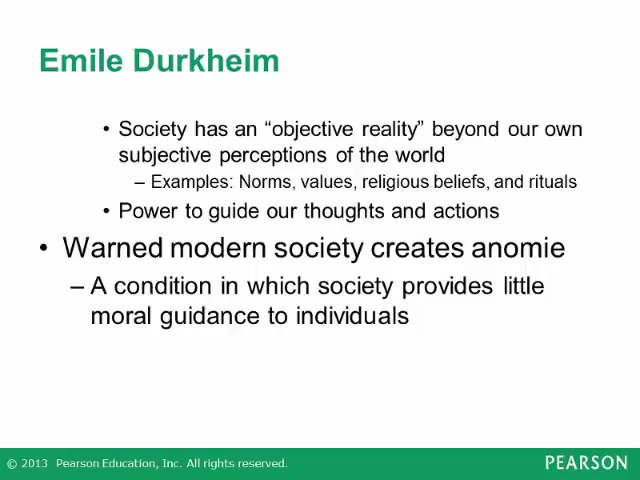 Emile Durkheim
• Society has an “objective reality” beyond our own
subjective perceptions of the world
– Examples: Norms, values, religious beliefs, and rituals
• Power to guide our thoughts and actions
• Warned modern society creates anomie
– A condition in which society provides little
moral guidance to individuals
© 2013 Pearson Education, Inc. All rights reserved.
PEARSON